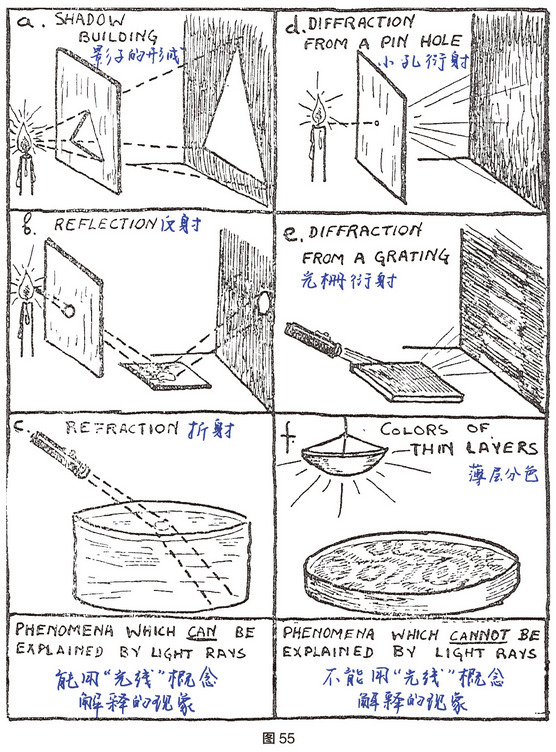 a. SHADOW
BUILDING
影子的形成
d. DIFFRACTION
FROM A PIN HOLE
小孔衍射
b. REFLECTION 反射
e. DIFFRACTION
FROM A GRATING
光栅衍射
c. REFRACTION 折射
f. COLORS OF
THIN LAYERS
薄层分色
PHENOMENA WHICH CAN BE
EXPLAINED BY LIGHT RAYS
能用“光线”概念
解释的现象
PHENOMENA WHICH CANNOT BE
EXPLAINED BY LIGHT RAYS
不能用“光线”概念
解释的现象
图 55